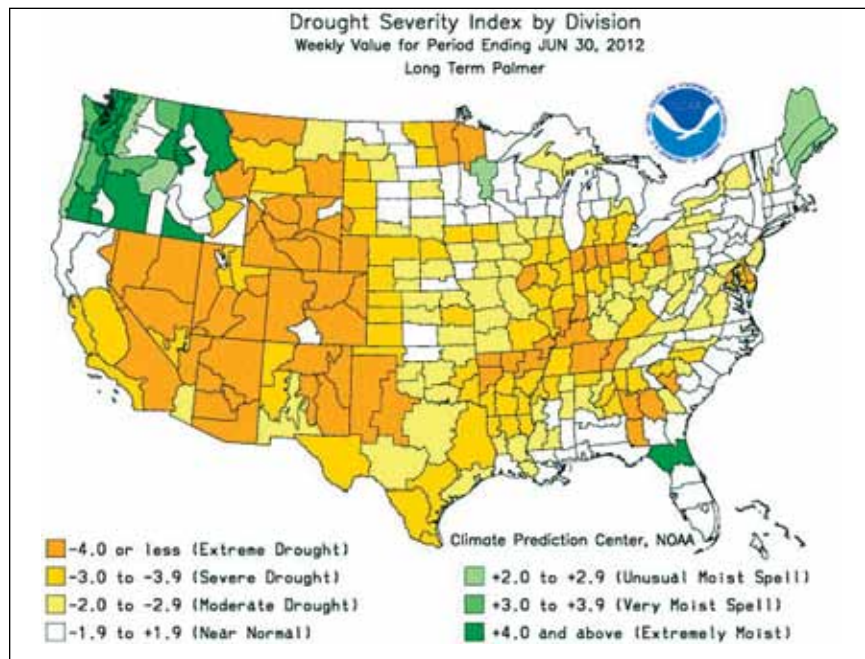 Drought Severity Index by Division
Weekly Value for Period Ending JUN 30, 2012
Long Term Palmer
Climate Prediction Center, NOAA
-4.0 or less (Extreme Drought)
-3.0 to -3.9 (Severe Drought)
-2.0 to -2.9 (Moderate Drought)
-1.9 to +1.9 (Near Normal)
+2.0 to +2.9 (Unusual Moist Spell)
+3.0 to +3.9 (Very Moist Spell)
+4.0 and above (Extremely Moist)